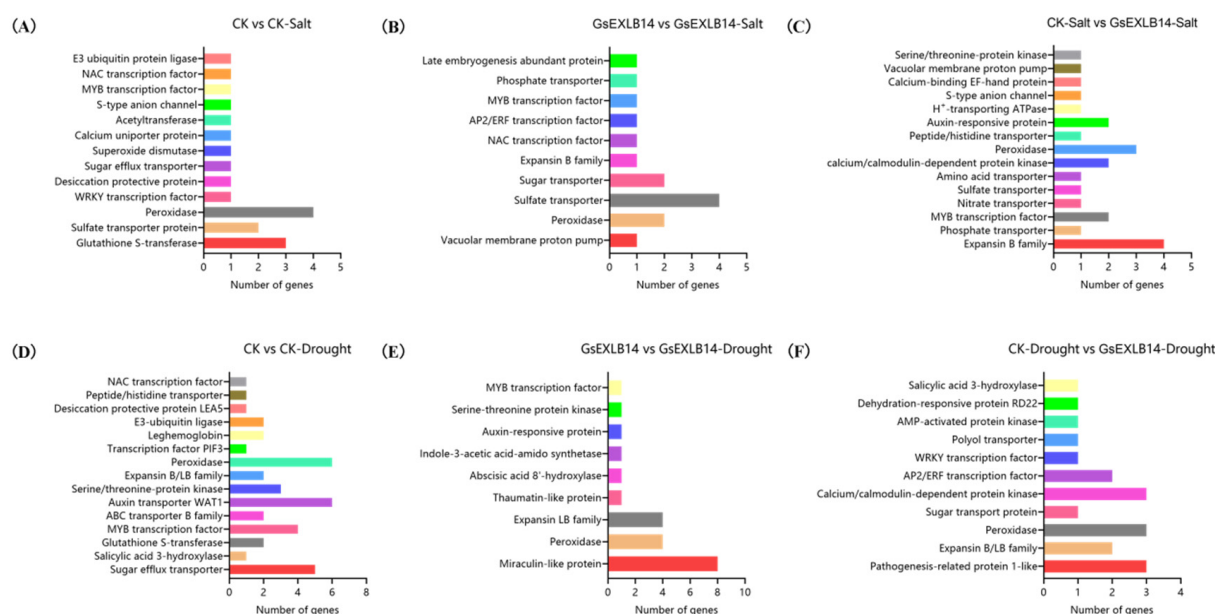 (A)
CK vs CK-Salt
E3 ubiquitin protein ligase
NAC transcription factor
MYB transcription factor
S-type anion channel
Acetyltransferase
Calcium uniporter protein
Superoxide dismutase
Sugar efflux transporter
Desiccation protective protein
WRKY transcription factor
Peroxidase
Sulfate transporter protein
Glutathione S-transferase
0 1 2 3 4 5
Number of genes
(B)
GsEXLB14 vs GsEXLB14-Salt
Late embryogenesis abundant protein
Phosphate transporter
MYB transcription factor
AP2/ERF transcription factor
NAC transcription factor
Expansin B family
Sugar transporter
Sulfate transporter
Peroxidase
Vacuolar membrane proton pump
0 1 2 3 4 5
Number of genes
(C)
CK-Salt vs GsEXLB14-Salt
Serine/threonine-protein kinase
Vacuolar membrane proton pump
Calcium-binding EF-hand protein
S-type anion channel
H⁺-transporting ATPase
Auxin-responsive protein
Peptide/histidine transporter
Peroxidase
calcium/calmodulin-dependent protein kinase
Amino acid transporter
Sulfate transporter
Nitrate transporter
MYB transcription factor
Phosphate transporter
Expansin B family
0 1 2 3 4 5
Number of genes
(D)
CK vs CK-Drought
NAC transcription factor
Peptide/histidine transporter
Desiccation protective protein LEA5
E3-ubiquitin ligase
Leghemoglobin
Transcription factor PIF3
Peroxidase
Expansin B/LB family
Serine/threonine-protein kinase
Auxin transporter WAT1
ABC transporter B family
MYB transcription factor
Glutathione S-transferase
Salicylic acid 3-hydroxylase
Sugar efflux transporter
0 2 4 6 8
Number of genes
(E)
GsEXLB14 vs GsEXLB14-Drought
MYB transcription factor
Serine-threonine protein kinase
Auxin-responsive protein
Indole-3-acetic acid-amido synthetase
Abscisic acid 8'-hydroxylase
Thaumatin-like protein
Expansin LB family
Peroxidase
Miraculin-like protein
0 2 4 6 8 10
Number of genes
(F)
CK-Drought vs GsEXLB14-Drought
Salicylic acid 3-hydroxylase
Dehydration-responsive protein RD22
AMP-activated protein kinase
Polyol transporter
WRKY transcription factor
AP2/ERF transcription factor
Calcium/calmodulin-dependent protein kinase
Sugar transport protein
Peroxidase
Expansin B/LB family
Pathogenesis-related protein 1-like
0 1 2 3 4
Number of genes